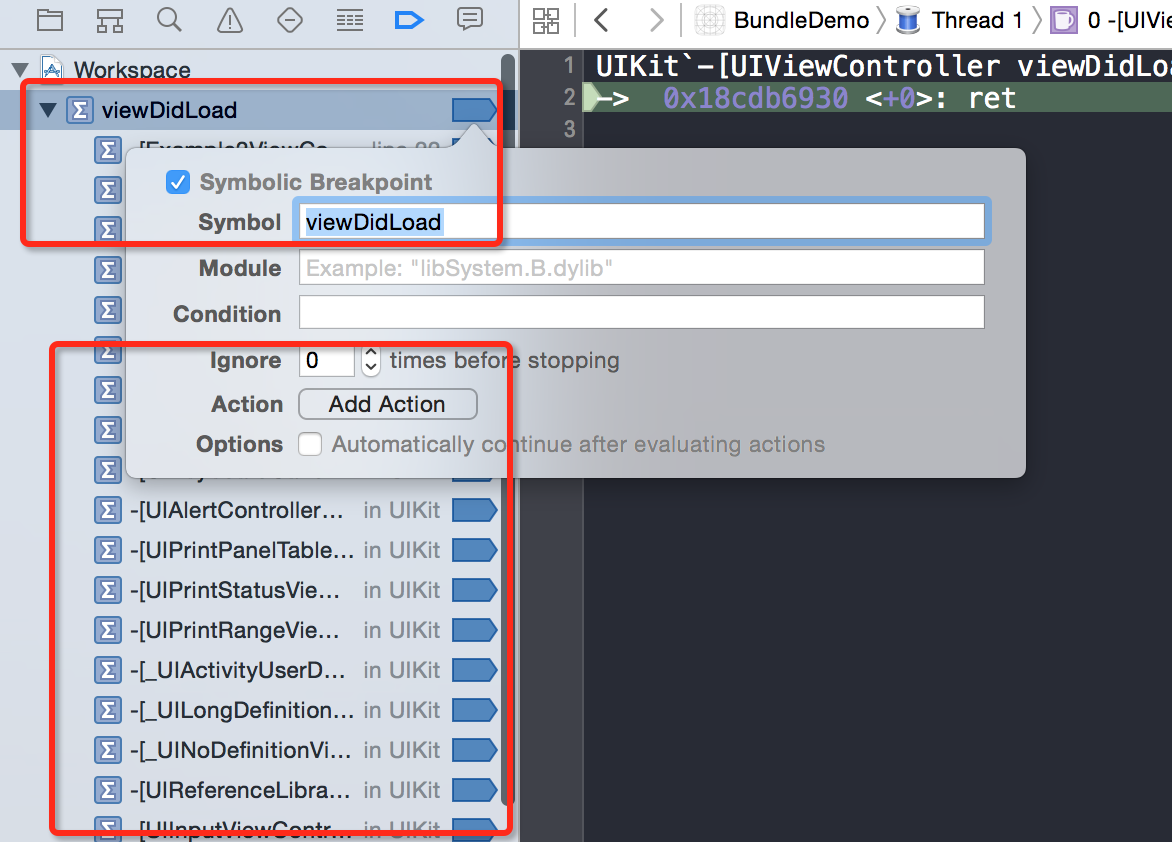 BundleDemo
Thread 1
0 -[UIVie
Workspace
viewDidLoad
line 22
1 UIKit`-[UIViewController viewDidLoa
2 -> 0x18cdb6930 <+0>: ret
3
Symbolic Breakpoint
Symbol viewDidLoad
Module Example: "libSystem.B.dylib"
Condition
Ignore 0 times before stopping
Action Add Action
Options Automatically continue after evaluating actions
-[UIAlertController... in UIKit
-[UIPrintPanelTable... in UIKit
-[UIPrintStatusVie... in UIKit
-[UIPrintRangeVie... in UIKit
-[_UIActivityUserD... in UIKit
-[_UILongDefinition... in UIKit
-[_UINoDefinitionVi... in UIKit
-[UIReferenceLibra... in UIKit
-[UIInputViewContr... in UIKit